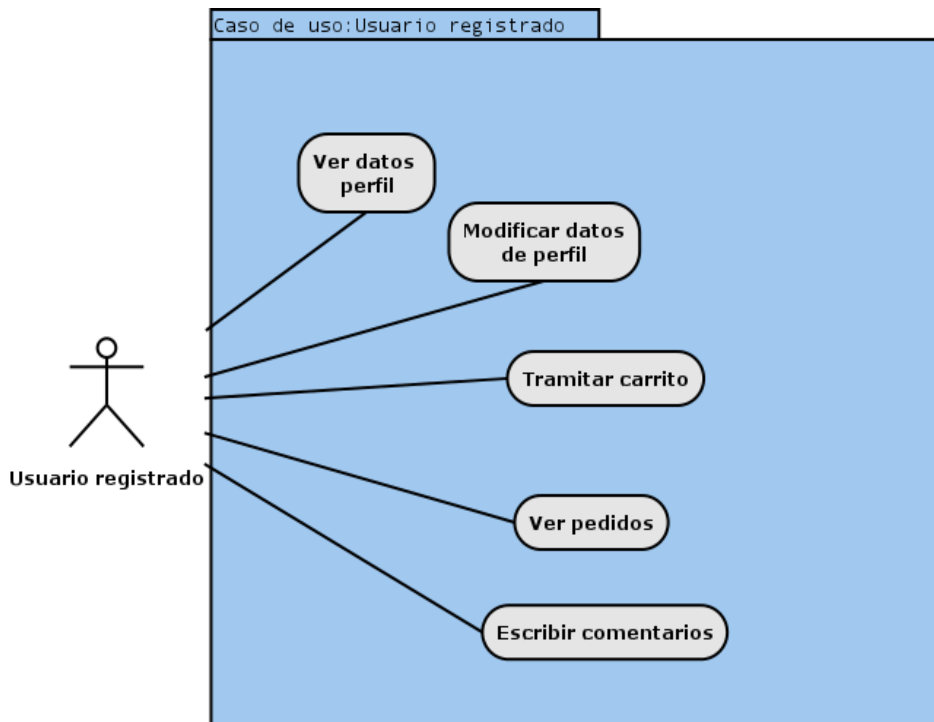 Caso de uso:Usuario registrado
Ver datos
perfil
Modificar datos
de perfil
Tramitar carrito
Usuario registrado
Ver pedidos
Escribir comentarios